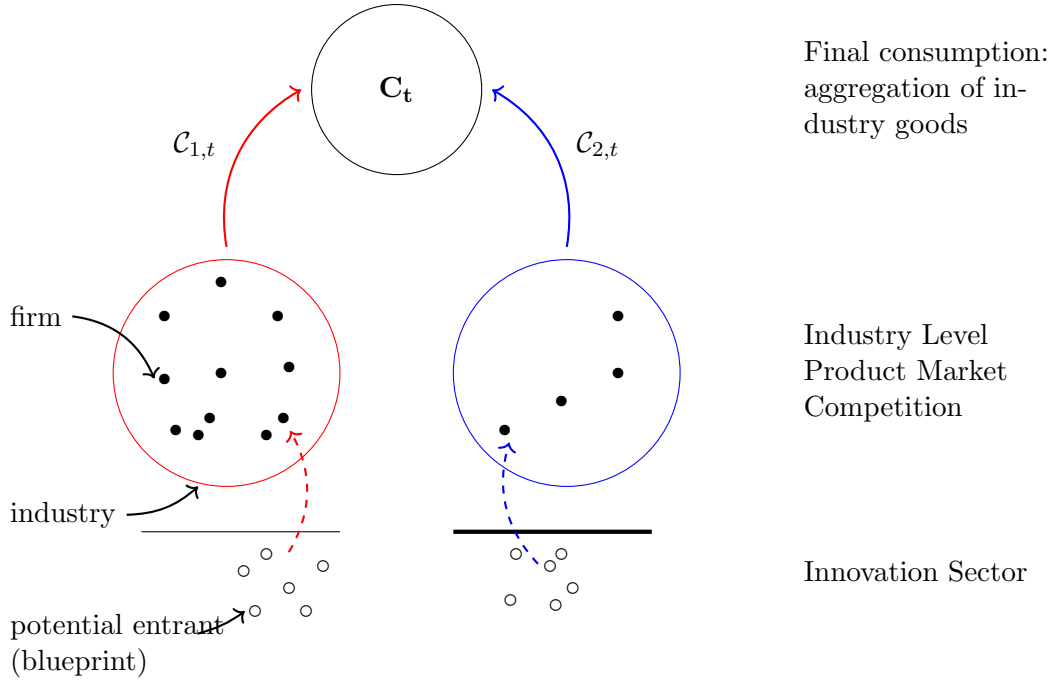 Final consumption:
aggregation of in-
dustry goods
C_t
𝒞_{1,t}
𝒞_{2,t}
firm
Industry Level
Product Market
Competition
industry
Innovation Sector
potential entrant
(blueprint)